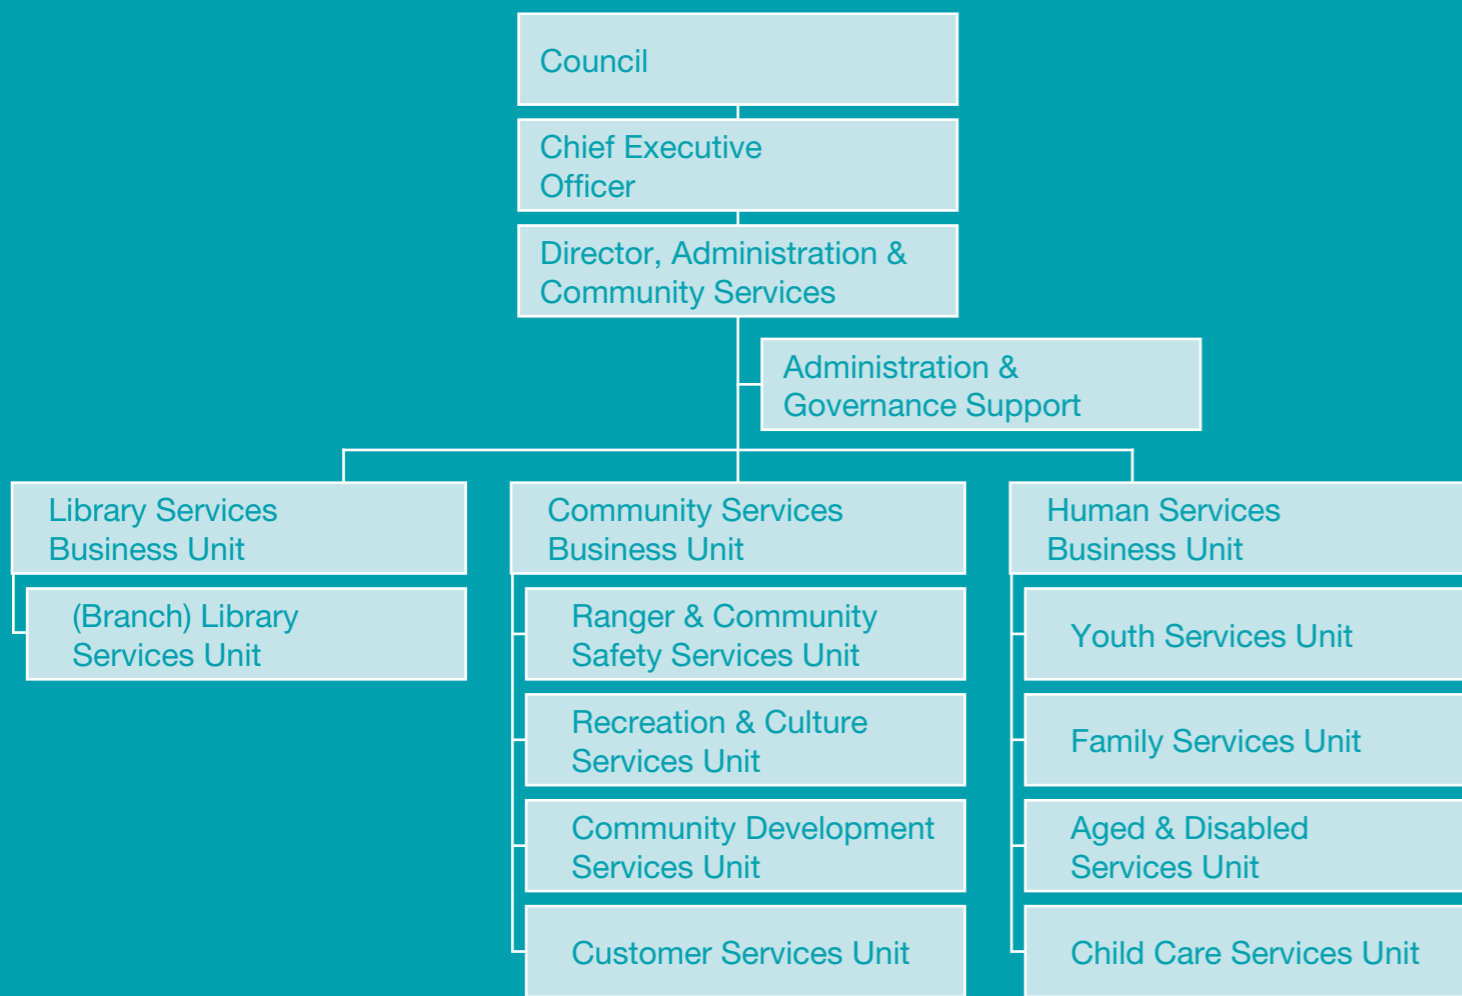 Council
Chief Executive
Officer
Director, Administration &
Community Services
Administration &
Governance Support
Library Services
Business Unit
(Branch) Library
Services Unit
Community Services
Business Unit
Ranger & Community
Safety Services Unit
Recreation & Culture
Services Unit
Community Development
Services Unit
Customer Services Unit
Human Services
Business Unit
Youth Services Unit
Family Services Unit
Aged & Disabled
Services Unit
Child Care Services Unit